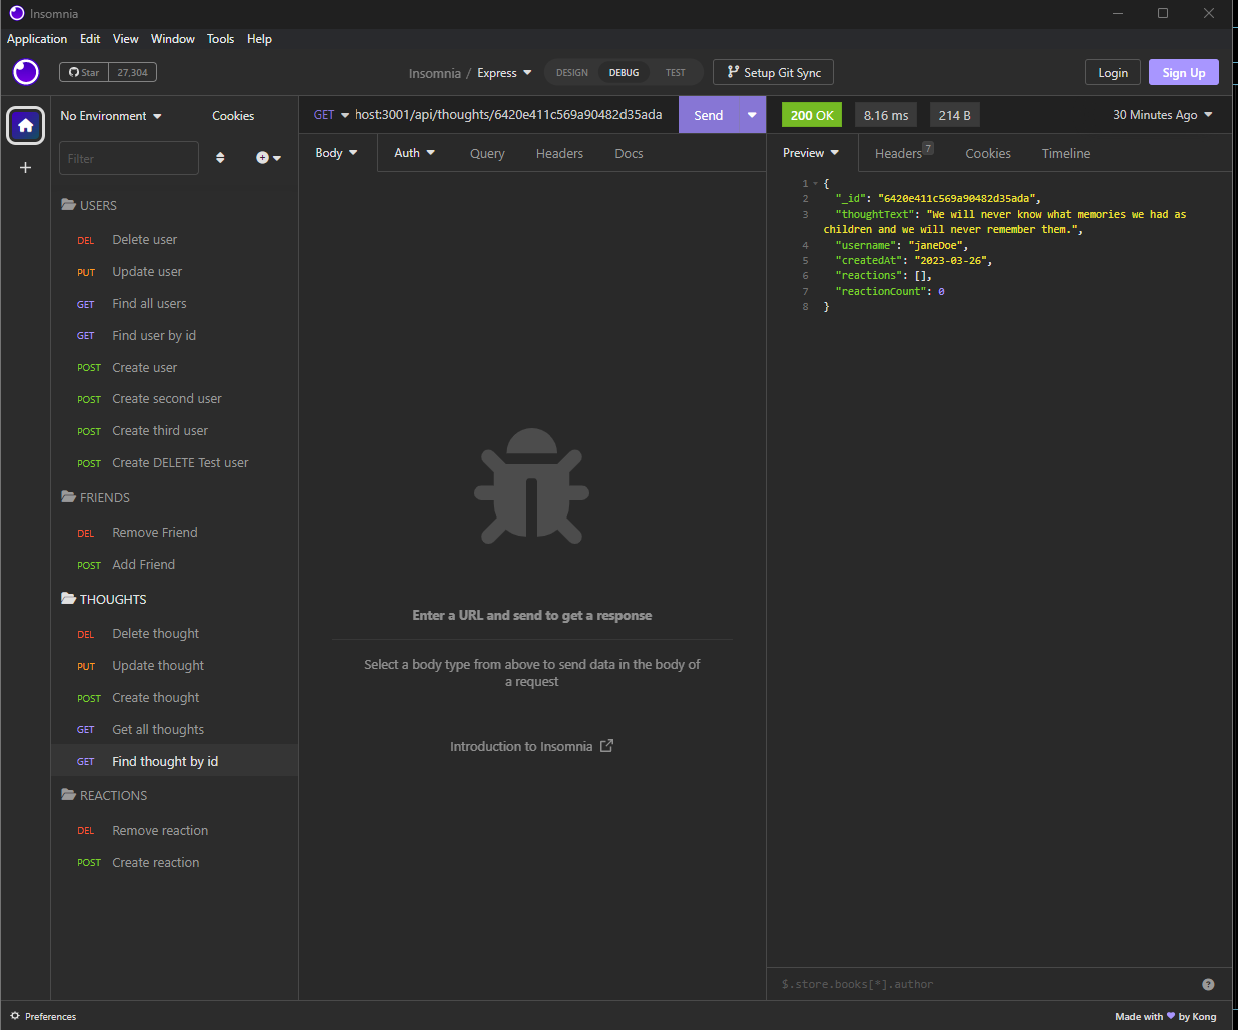 Insomnia
Application Edit View Window Tools Help
Star 27,304
Insomnia / Express
DESIGN DEBUG TEST
Setup Git Sync
Login Sign Up
No Environment Cookies
Filter
USERS
DEL Delete user
PUT Update user
GET Find all users
GET Find user by id
POST Create user
POST Create second user
POST Create third user
POST Create DELETE Test user
FRIENDS
DEL Remove Friend
POST Add Friend
THOUGHTS
DEL Delete thought
PUT Update thought
POST Create thought
GET Get all thoughts
GET Find thought by id
REACTIONS
DEL Remove reaction
POST Create reaction
GET host:3001/api/thoughts/6420e411c569a90482d35ada Send
Body Auth Query Headers Docs
Enter a URL and send to get a response
Select a body type from above to send data in the body of
a request
Introduction to Insomnia
200 OK 8.16 ms 214 B 30 Minutes Ago
Preview Headers 7 Cookies Timeline
1 {
2 "_id": "6420e411c569a90482d35ada",
3 "thoughtText": "We will never know what memories we had as
children and we will never remember them.",
4 "username": "janeDoe",
5 "createdAt": "2023-03-26",
6 "reactions": [],
7 "reactionCount": 0
8 }
$.store.books[*].author
Preferences
Made with ♥ by Kong